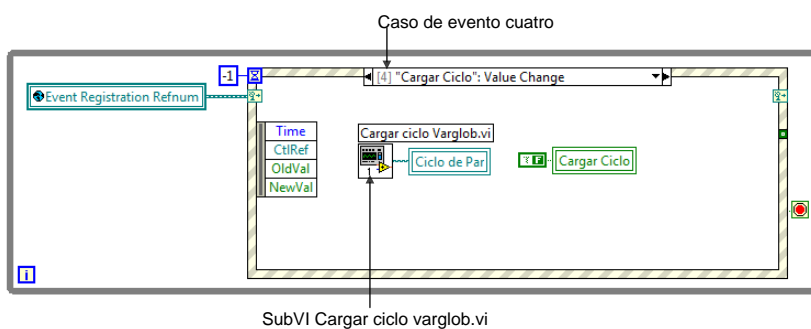 Caso de evento cuatro
-1
[4] "Cargar Ciclo": Value Change
Event Registration Refnum
Time
CtlRef
OldVal
NewVal
Cargar ciclo Varglob.vi
1
Ciclo de Par
F
Cargar Ciclo
i
SubVI Cargar ciclo varglob.vi